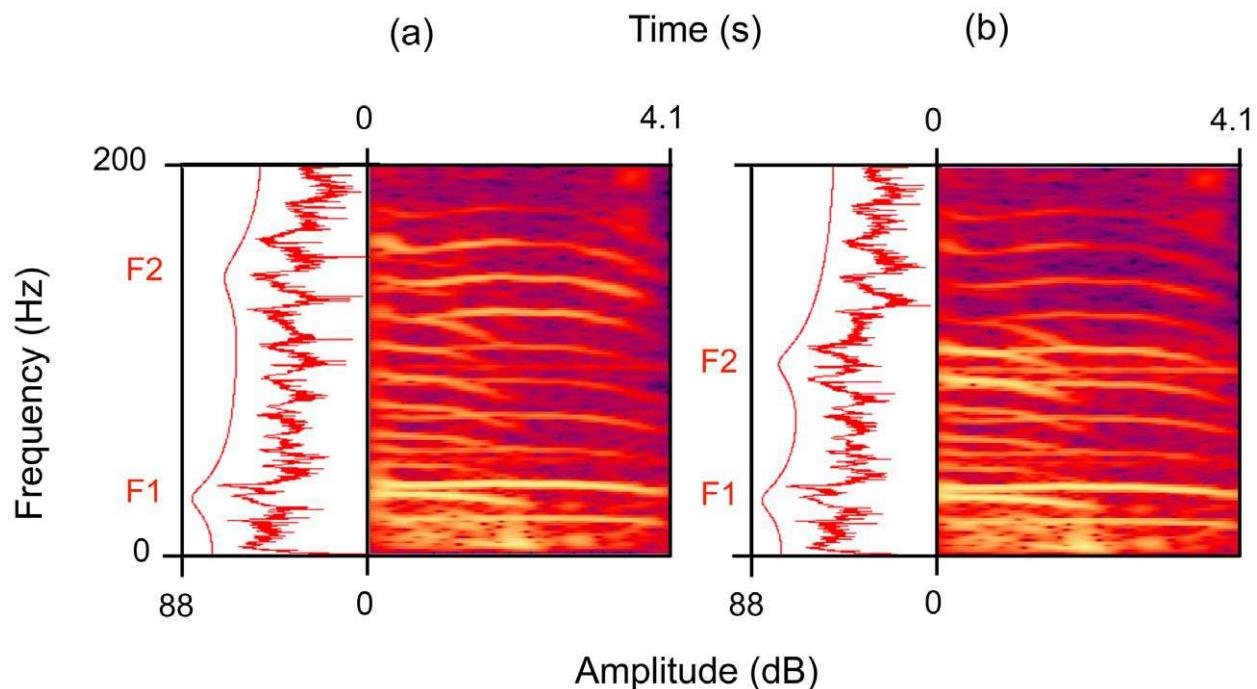 (a) Time (s) (b)
0 4.1 0 4.1
200
F2 F2
F1 F1
Frequency (Hz)
0
88 0 88 0
Amplitude (dB)